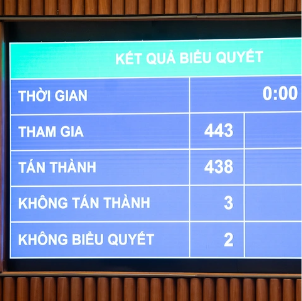 KẾT QUẢ BIỂU QUYẾT
THỜI GIAN 0:00
THAM GIA 443
TÁN THÀNH 438
KHÔNG TÁN THÀNH 3
KHÔNG BIỂU QUYẾT 2